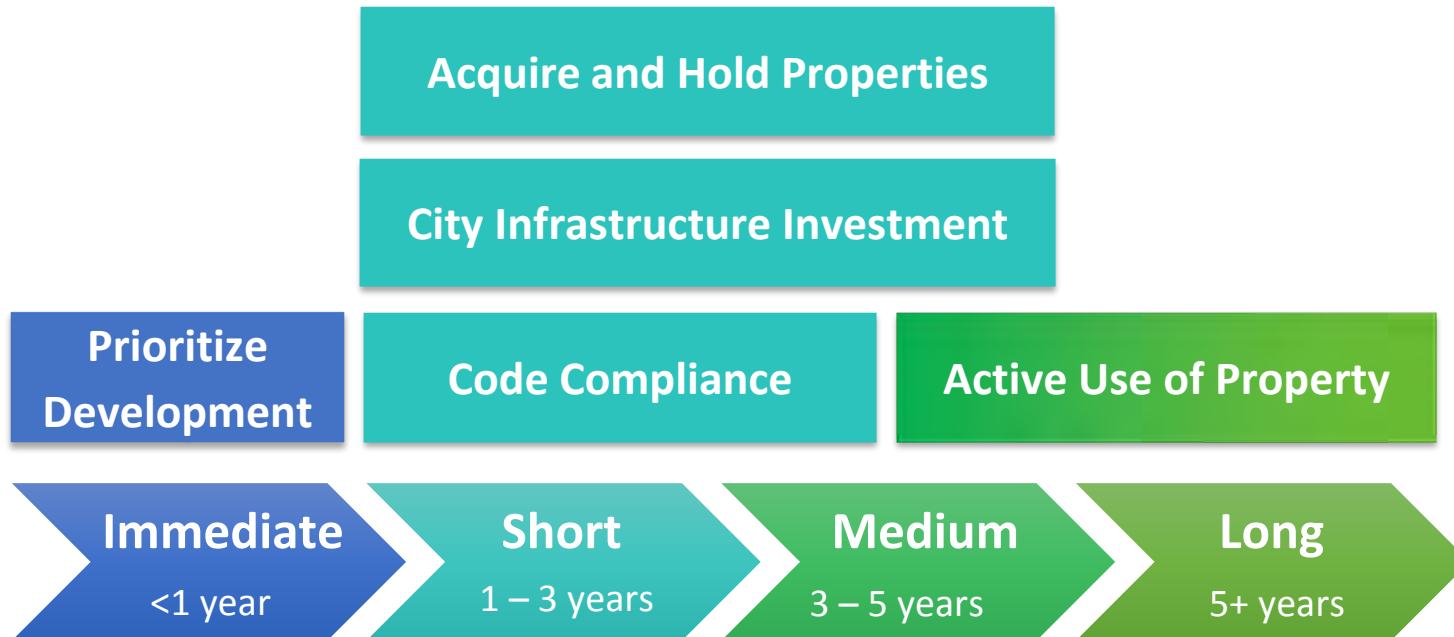 Acquire and Hold Properties
City Infrastructure Investment
Prioritize
Development
Code Compliance
Active Use of Property
Immediate
<1 year
Short
1 – 3 years
Medium
3 – 5 years
Long
5+ years